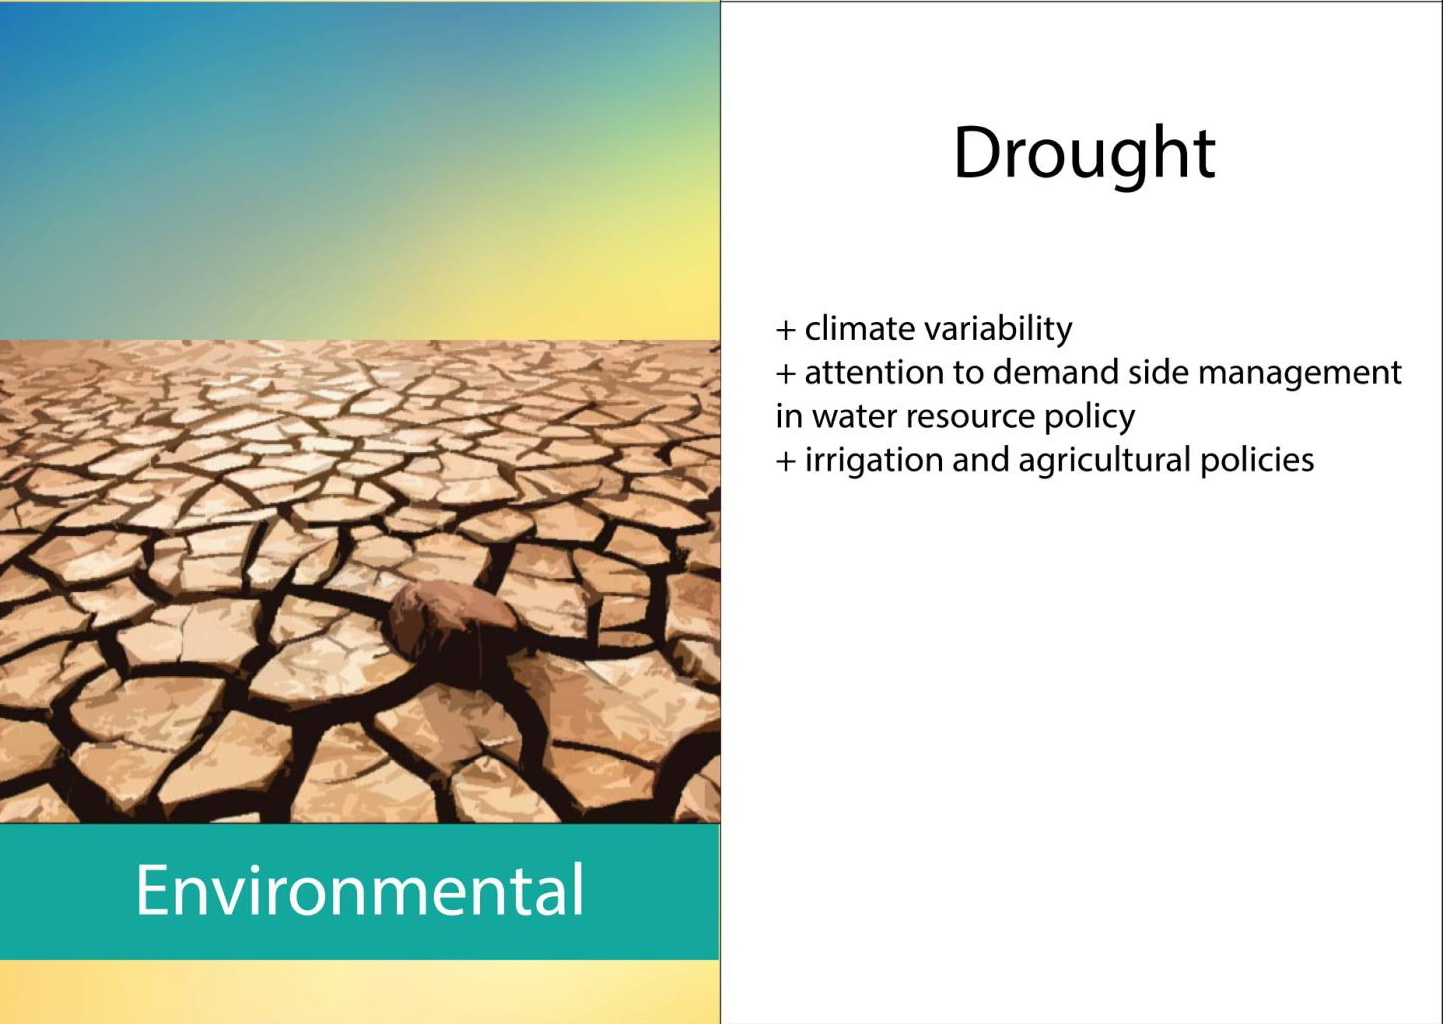 Environmental
Drought
+ climate variability
+ attention to demand side management
in water resource policy
+ irrigation and agricultural policies